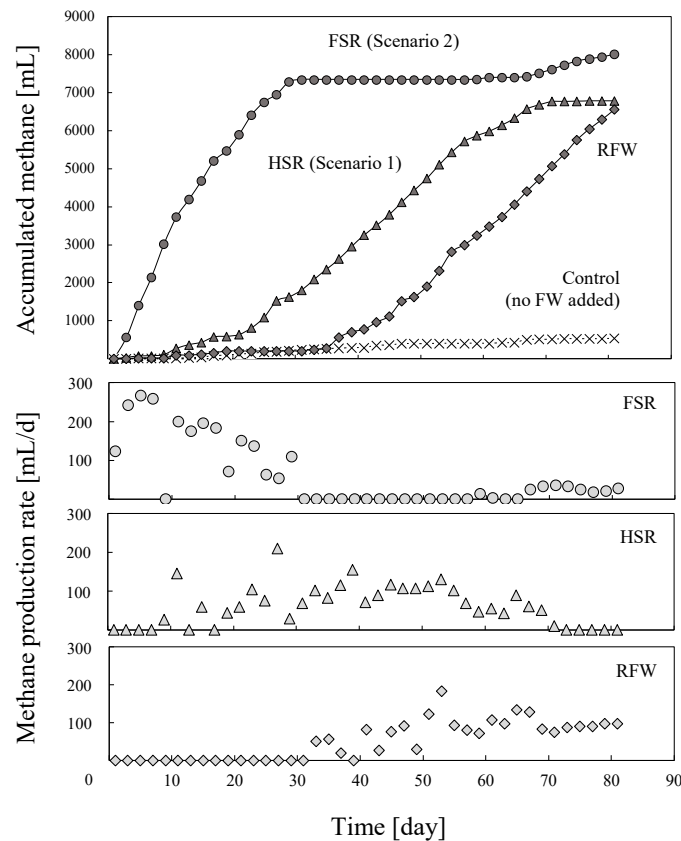 Accumulated methane [mL]
9000
8000
7000
6000
5000
4000
3000
2000
1000
FSR (Scenario 2)
HSR (Scenario 1)
RFW
Control
(no FW added)
Methane production rate [mL/d]
300
200
100
FSR
300
200
100
HSR
300
200
100
RFW
0
10
20
30
40
50
60
70
80
90
Time [day]